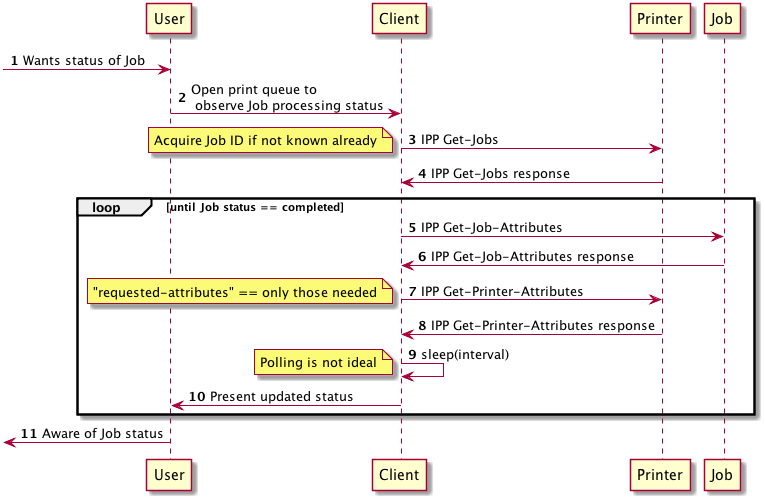 User
Client
Printer
Job
1 Wants status of Job
2 Open print queue to
observe Job processing status
Acquire Job ID if not known already
3 IPP Get-Jobs
4 IPP Get-Jobs response
loop
[until Job status == completed]
5 IPP Get-Job-Attributes
6 IPP Get-Job-Attributes response
"requested-attributes" == only those needed
7 IPP Get-Printer-Attributes
8 IPP Get-Printer-Attributes response
Polling is not ideal
9 sleep(interval)
10 Present updated status
11 Aware of Job status
User
Client
Printer
Job